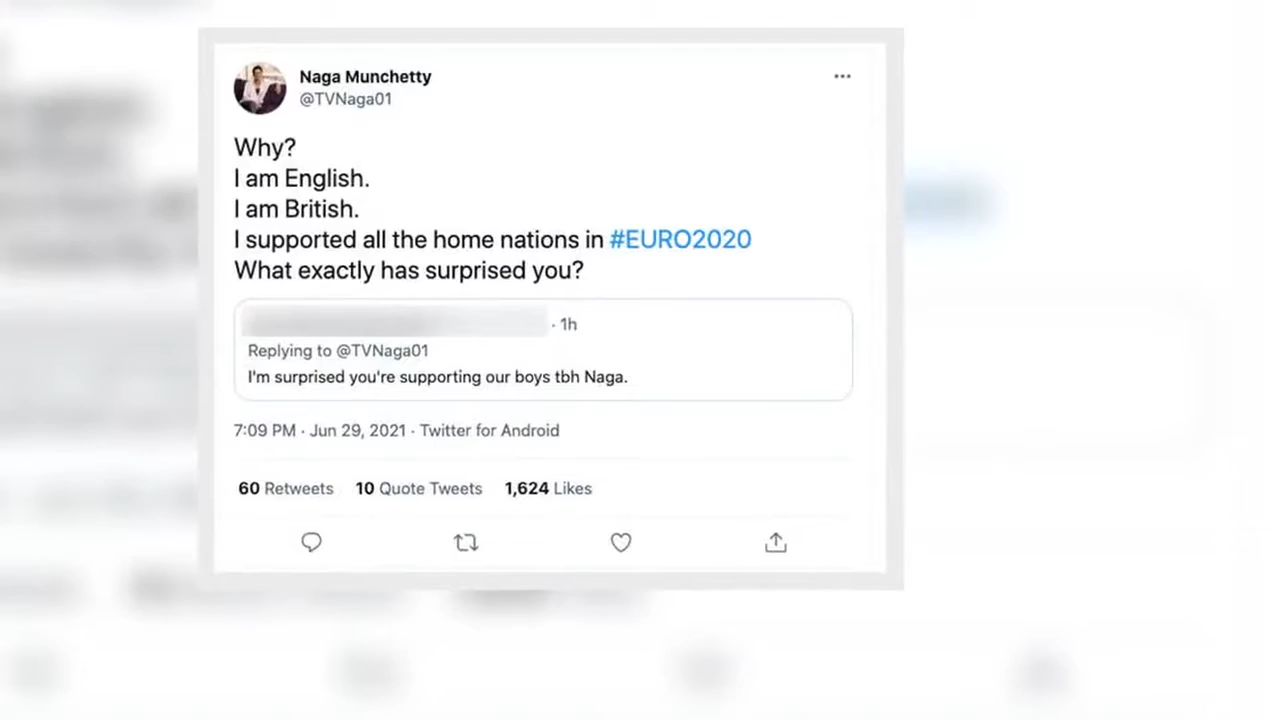 Naga Munchetty
@TVNaga01
Why?
I am English.
I am British.
I supported all the home nations in #EURO2020
What exactly has surprised you?
· 1h
Replying to @TVNaga01
I'm surprised you're supporting our boys tbh Naga.
7:09 PM · Jun 29, 2021 · Twitter for Android
60 Retweets 10 Quote Tweets 1,624 Likes